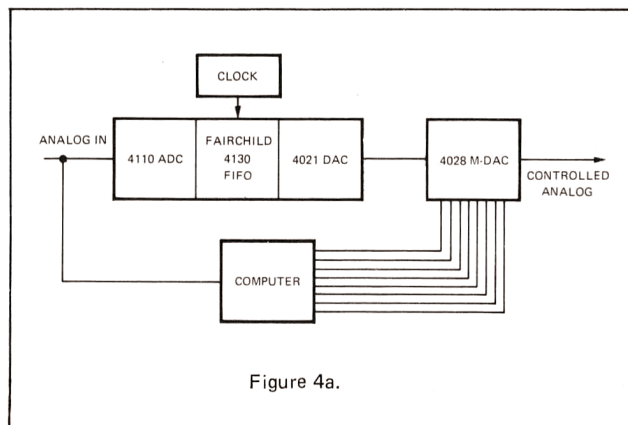 CLOCK
ANALOG IN
4110 ADC
FAIRCHILD
4130
FIFO
4021 DAC
4028 M-DAC
CONTROLLED
ANALOG
COMPUTER
Figure 4a.